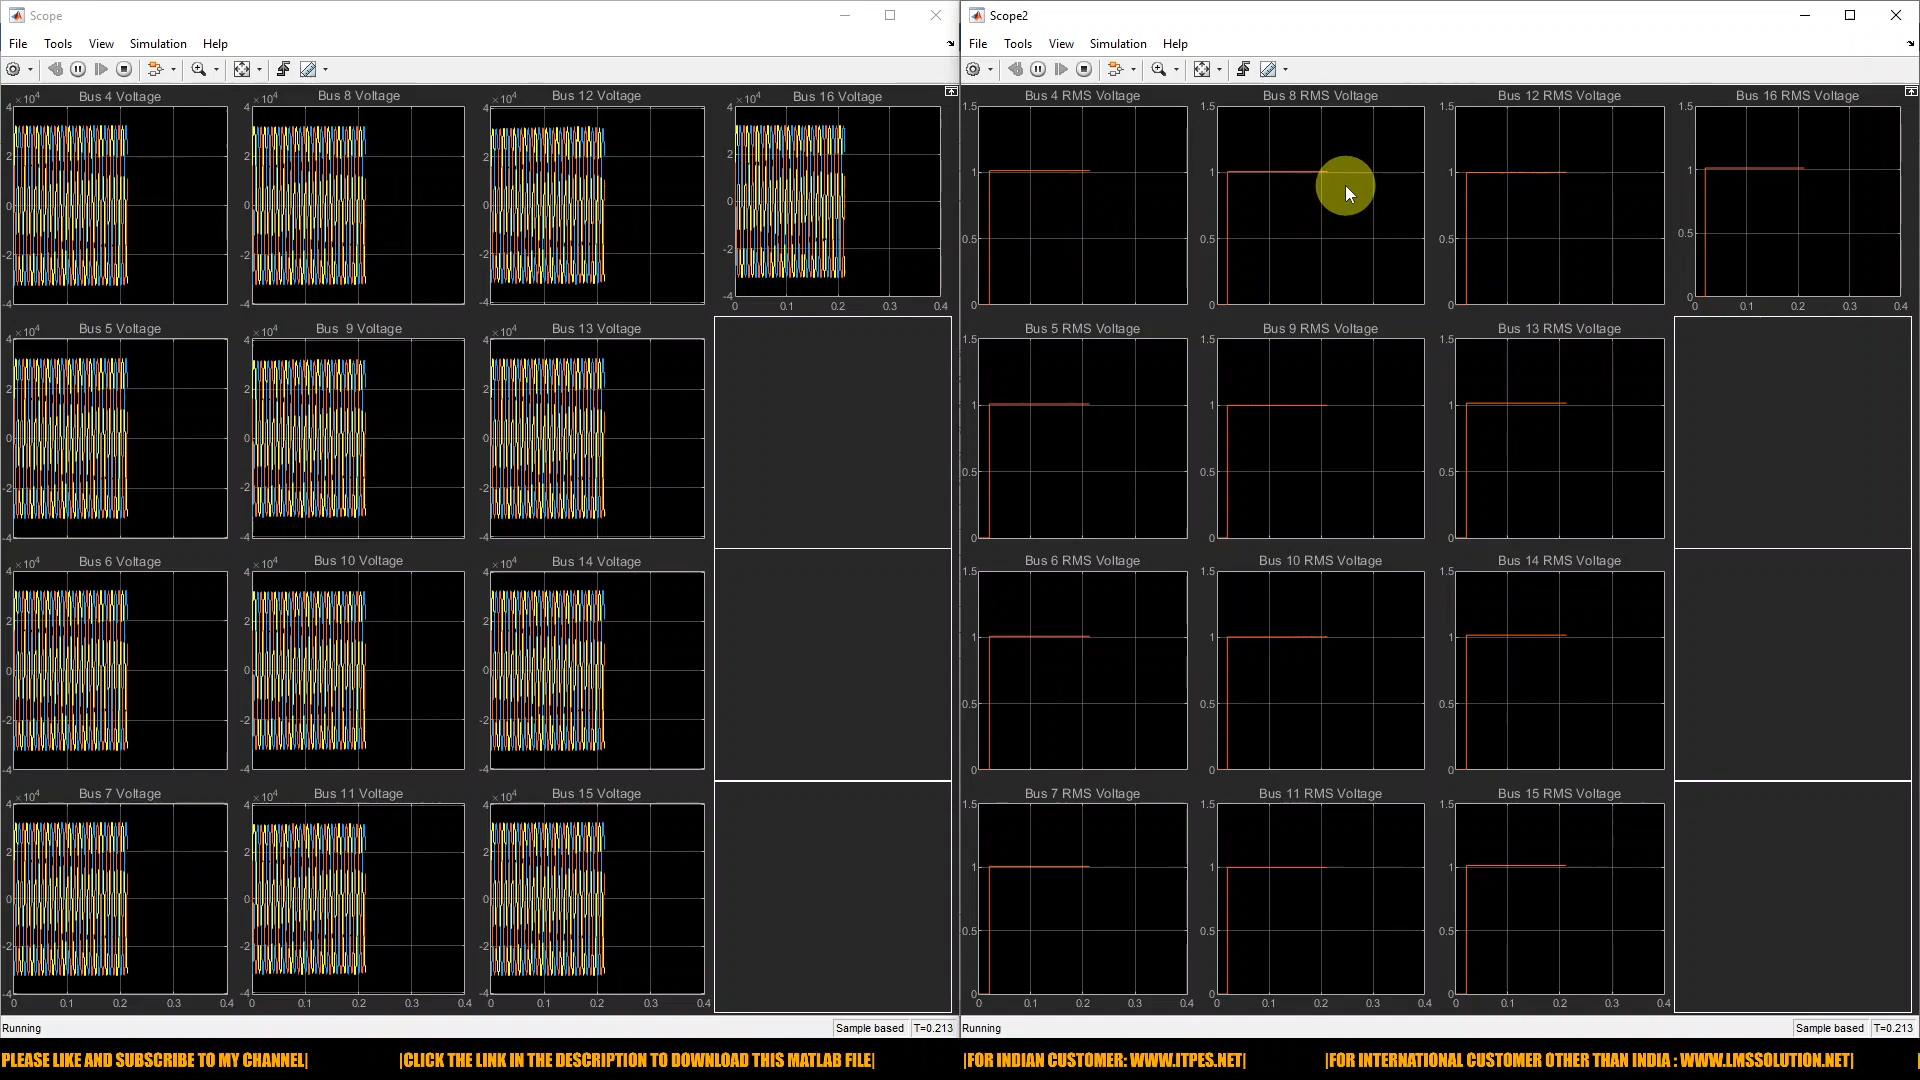 Scope
File Tools View Simulation Help
Bus 4 Voltage
Bus 8 Voltage
Bus 12 Voltage
Bus 16 Voltage
Bus 5 Voltage
Bus 9 Voltage
Bus 13 Voltage
Bus 6 Voltage
Bus 10 Voltage
Bus 14 Voltage
Bus 7 Voltage
Bus 11 Voltage
Bus 15 Voltage
Running
Sample based T=0.213
Scope2
File Tools View Simulation Help
Bus 4 RMS Voltage
Bus 8 RMS Voltage
Bus 12 RMS Voltage
Bus 16 RMS Voltage
Bus 5 RMS Voltage
Bus 9 RMS Voltage
Bus 13 RMS Voltage
Bus 6 RMS Voltage
Bus 10 RMS Voltage
Bus 14 RMS Voltage
Bus 7 RMS Voltage
Bus 11 RMS Voltage
Bus 15 RMS Voltage
Running
Sample based T=0.213
PLEASE LIKE AND SUBSCRIBE TO MY CHANNEL| |CLICK THE LINK IN THE DESCRIPTION TO DOWNLOAD THIS MATLAB FILE| |FOR INDIAN CUSTOMER: WWW.ITPES.NET| |FOR INTERNATIONAL CUSTOMER OTHER THAN INDIA : WWW.LMSSOLUTION.NET|